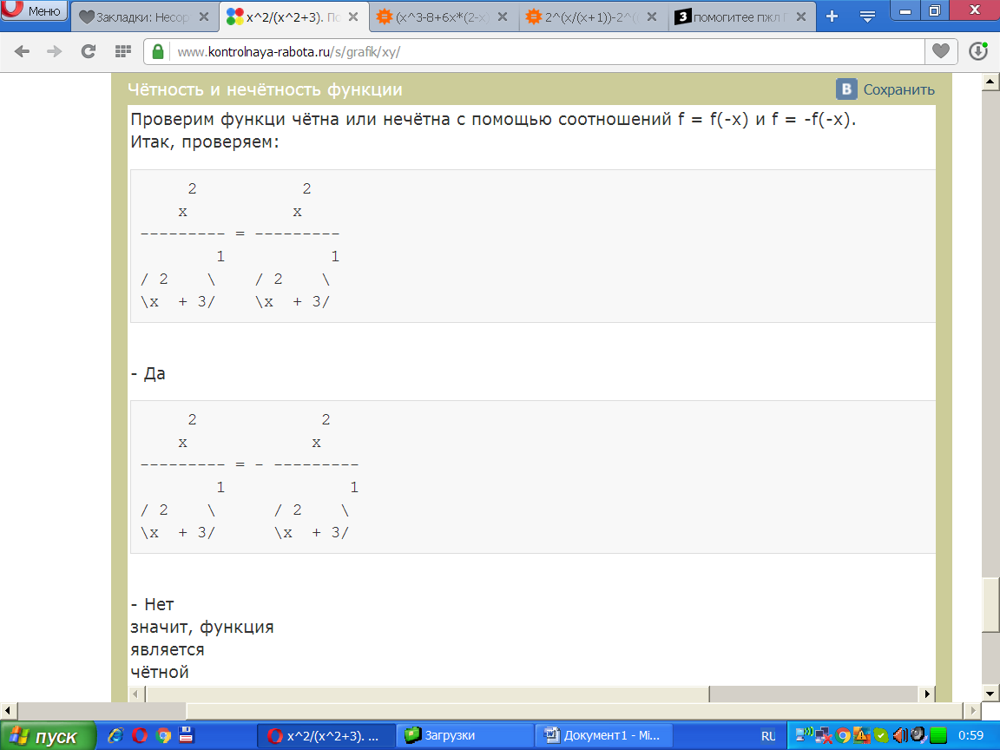 Меню
Закладки: Несор
x^2/(x^2+3). По
(x^3-8+6x*(2-x
2^(x/(x+1))-2^(
3 помогитее пжл
www.kontrolnaya-rabota.ru/s/grafik/xy/
Чётность и нечётность функции
B Сохранить
Проверим функци чётна или нечётна с помощью соотношений f = f(-x) и f = -f(-x).
Итак, проверяем:
2 2
x x
--------- = ---------
1 1
/ 2 \ / 2 \
\x + 3/ \x + 3/
- Да
2 2
x x
--------- = - ---------
1 1
/ 2 \ / 2 \
\x + 3/ \x + 3/
- Нет
значит, функция
является
чётной
пуск
x^2/(x^2+3). ...
Загрузки
Документ1 - Mi...
RU
0:59